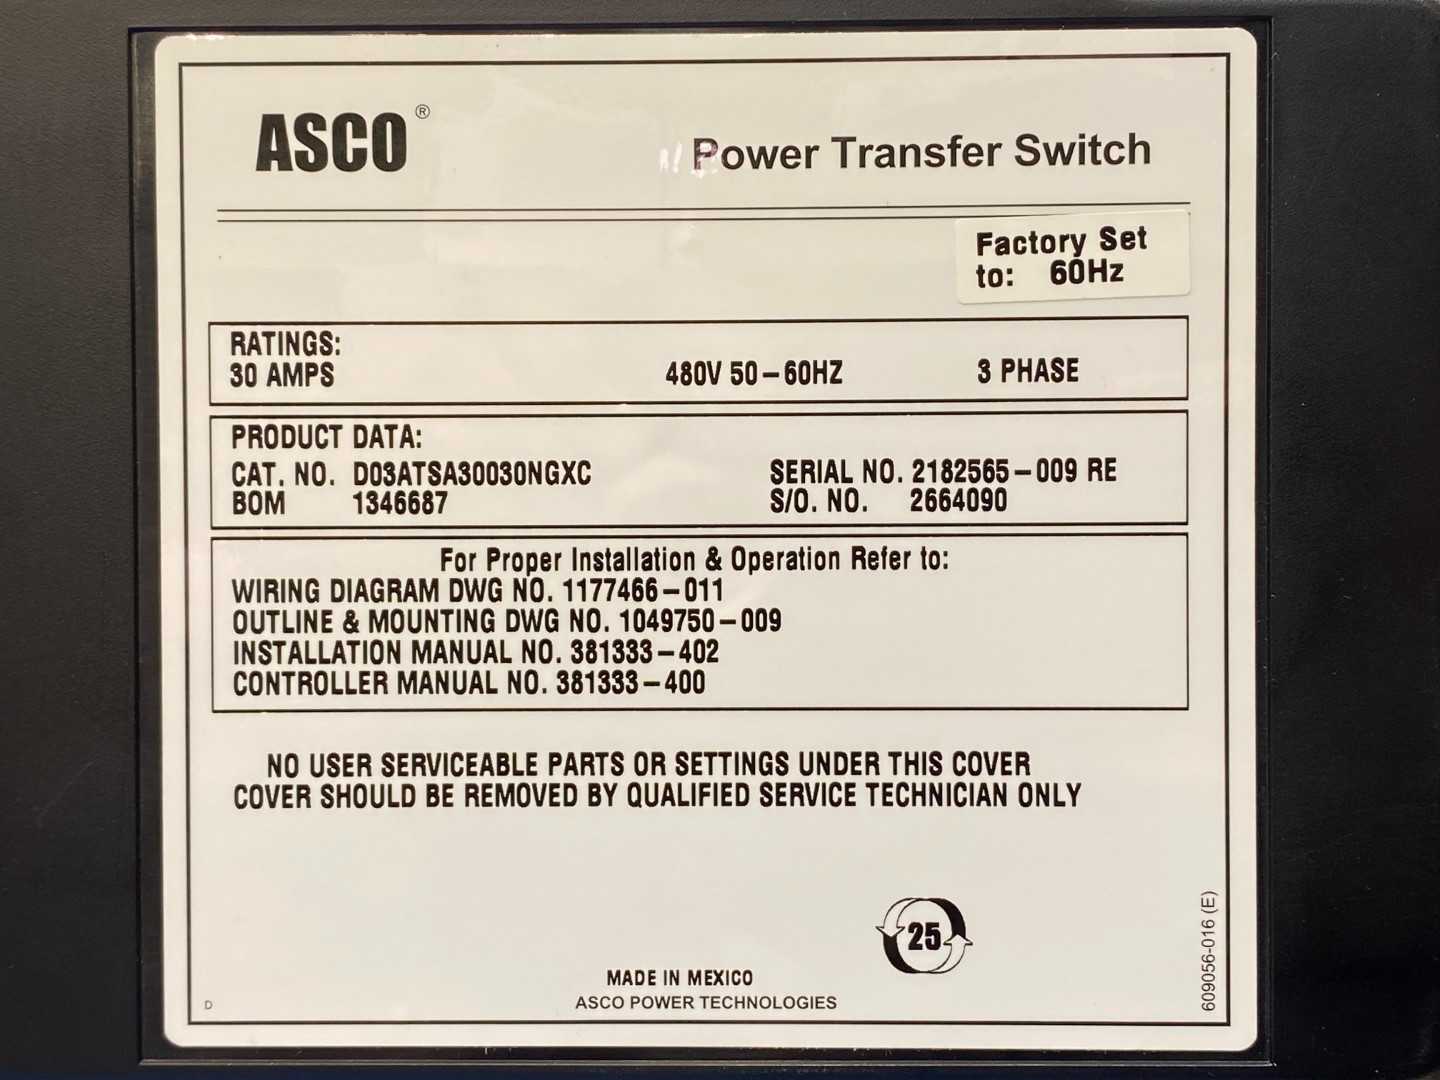 ASCO®
Power Transfer Switch
Factory Set
to: 60Hz
RATINGS:
30 AMPS 480V 50–60HZ 3 PHASE
PRODUCT DATA:
CAT. NO. D03ATSA30030NGXC SERIAL NO. 2182565–009 RE
BOM 1346687 S/O. NO. 2664090
For Proper Installation & Operation Refer to:
WIRING DIAGRAM DWG NO. 1177466–011
OUTLINE & MOUNTING DWG NO. 1049750–009
INSTALLATION MANUAL NO. 381333–402
CONTROLLER MANUAL NO. 381333–400
NO USER SERVICEABLE PARTS OR SETTINGS UNDER THIS COVER
COVER SHOULD BE REMOVED BY QUALIFIED SERVICE TECHNICIAN ONLY
25
MADE IN MEXICO
ASCO POWER TECHNOLOGIES
D
609056-016 (E)